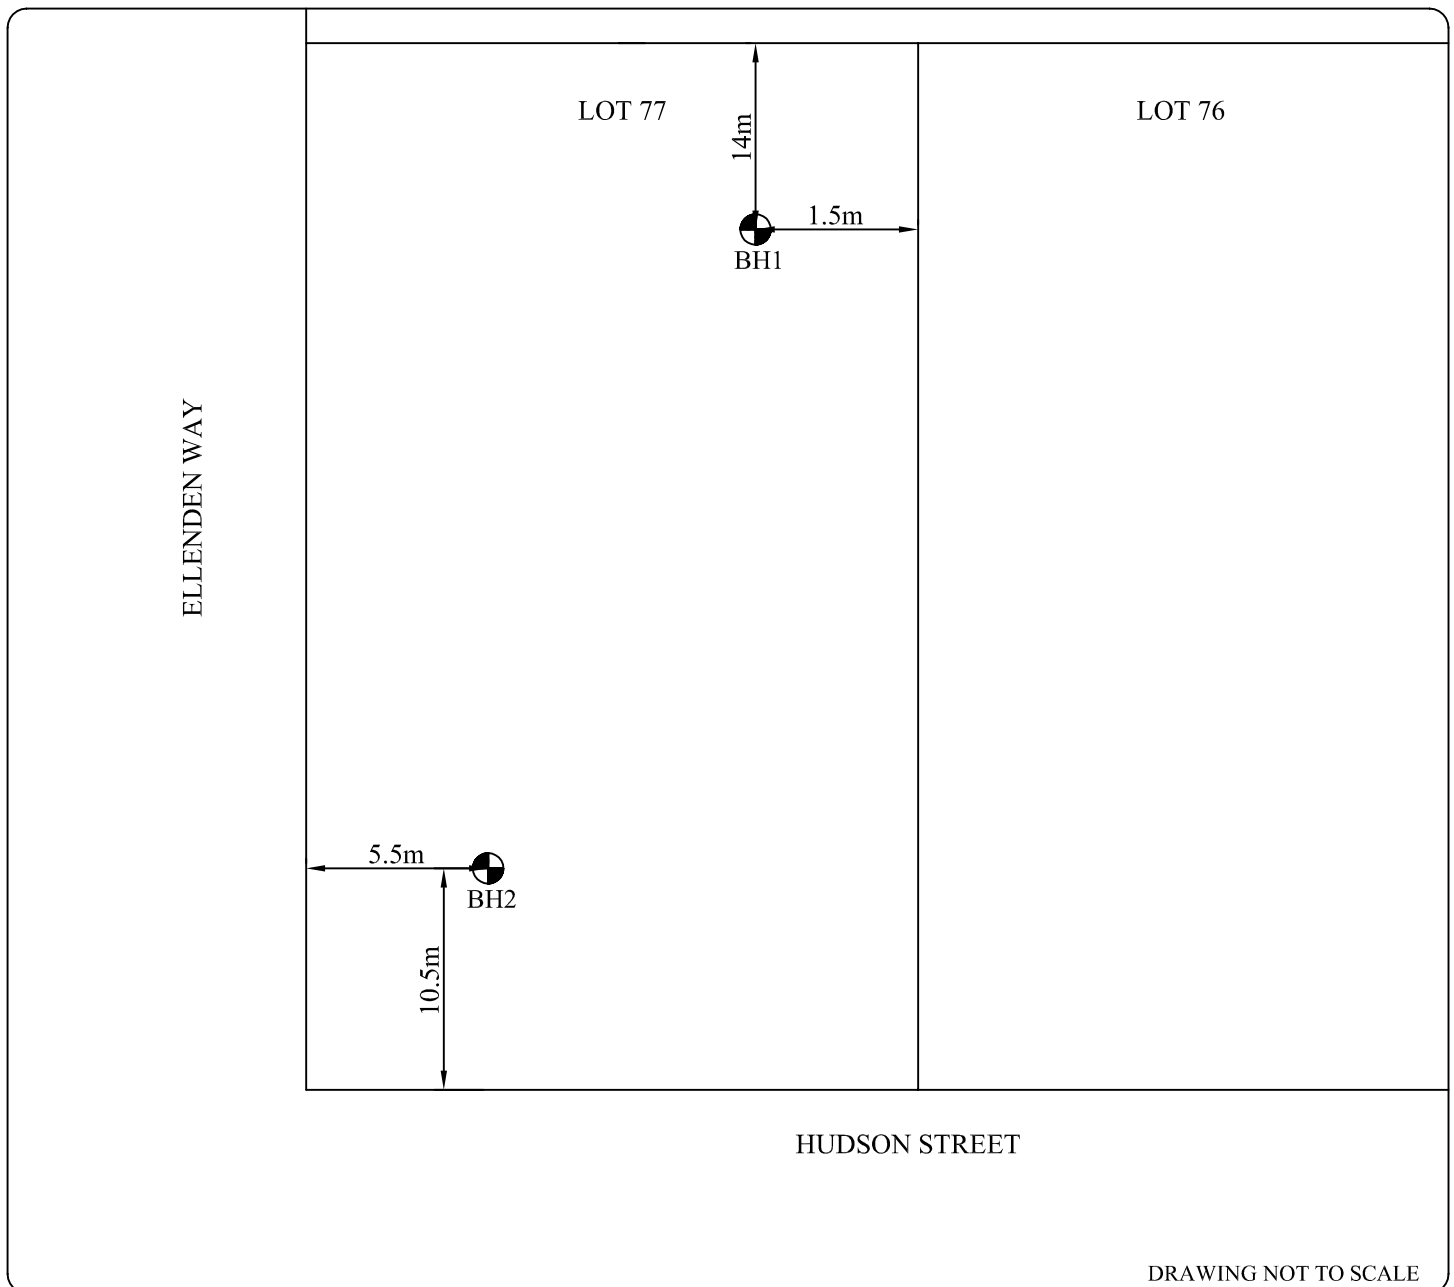 LOT 77
LOT 76
14m
1.5m
BH1
ELLENDEN WAY
5.5m
BH2
10.5m
HUDSON STREET
DRAWING NOT TO SCALE